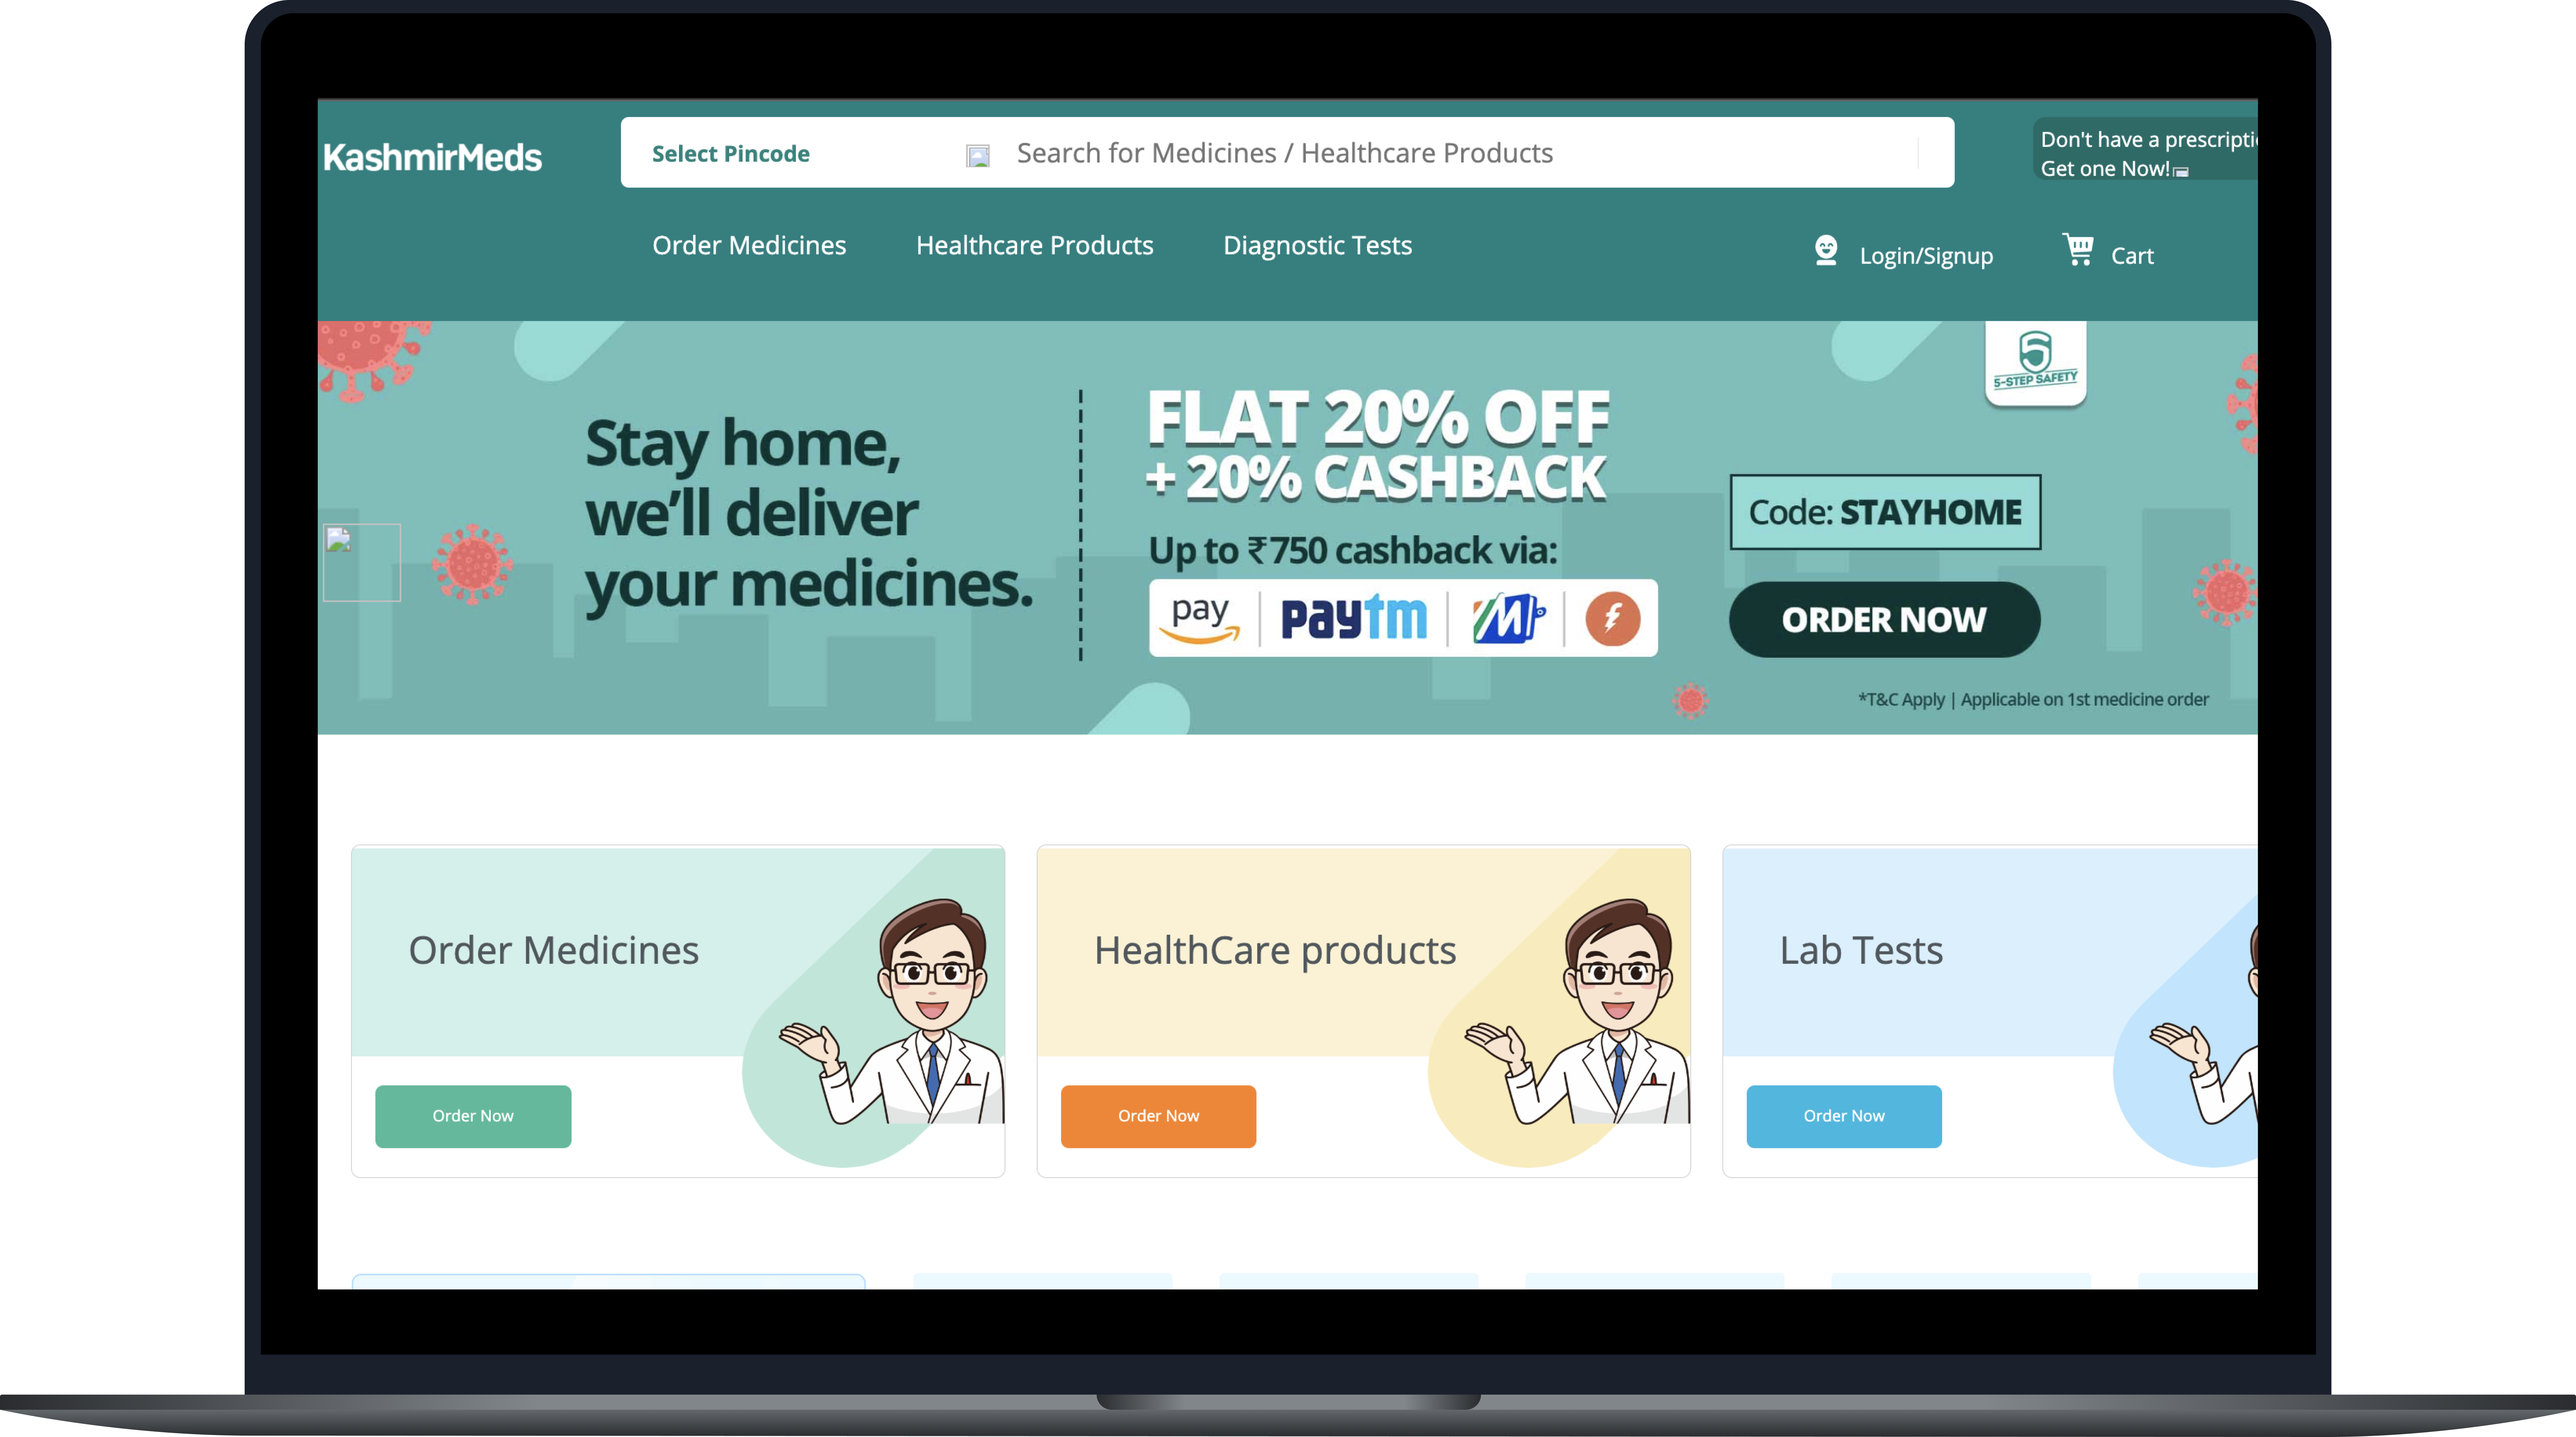 KashmirMeds
Select Pincode
Search for Medicines / Healthcare Products
Don't have a prescripti
Get one Now!
Order Medicines
Healthcare Products
Diagnostic Tests
Login/Signup
Cart
5-STEP SAFETY
Stay home,
we'll deliver
your medicines.
FLAT 20% OFF
+ 20% CASHBACK
Up to ₹750 cashback via:
pay
paytm
Code: STAYHOME
ORDER NOW
*T&C Apply | Applicable on 1st medicine order
Order Medicines
Order Now
HealthCare products
Order Now
Lab Tests
Order Now